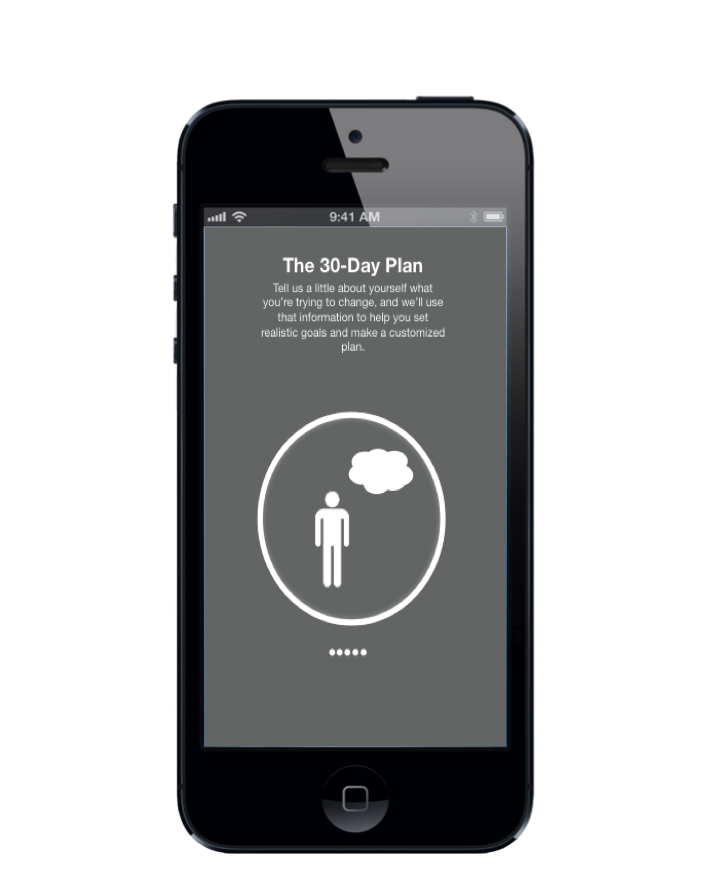 9:41 AM
The 30-Day Plan
Tell us a little about yourself what
you're trying to change, and we'll use
that information to help you set
realistic goals and make a customized
plan.